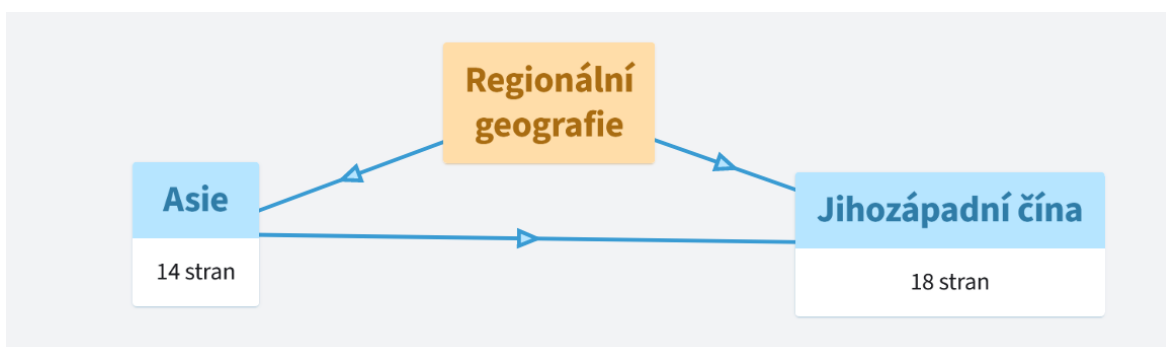 Regionální
geografie
Asie
14 stran
Jihozápadní čína
18 stran